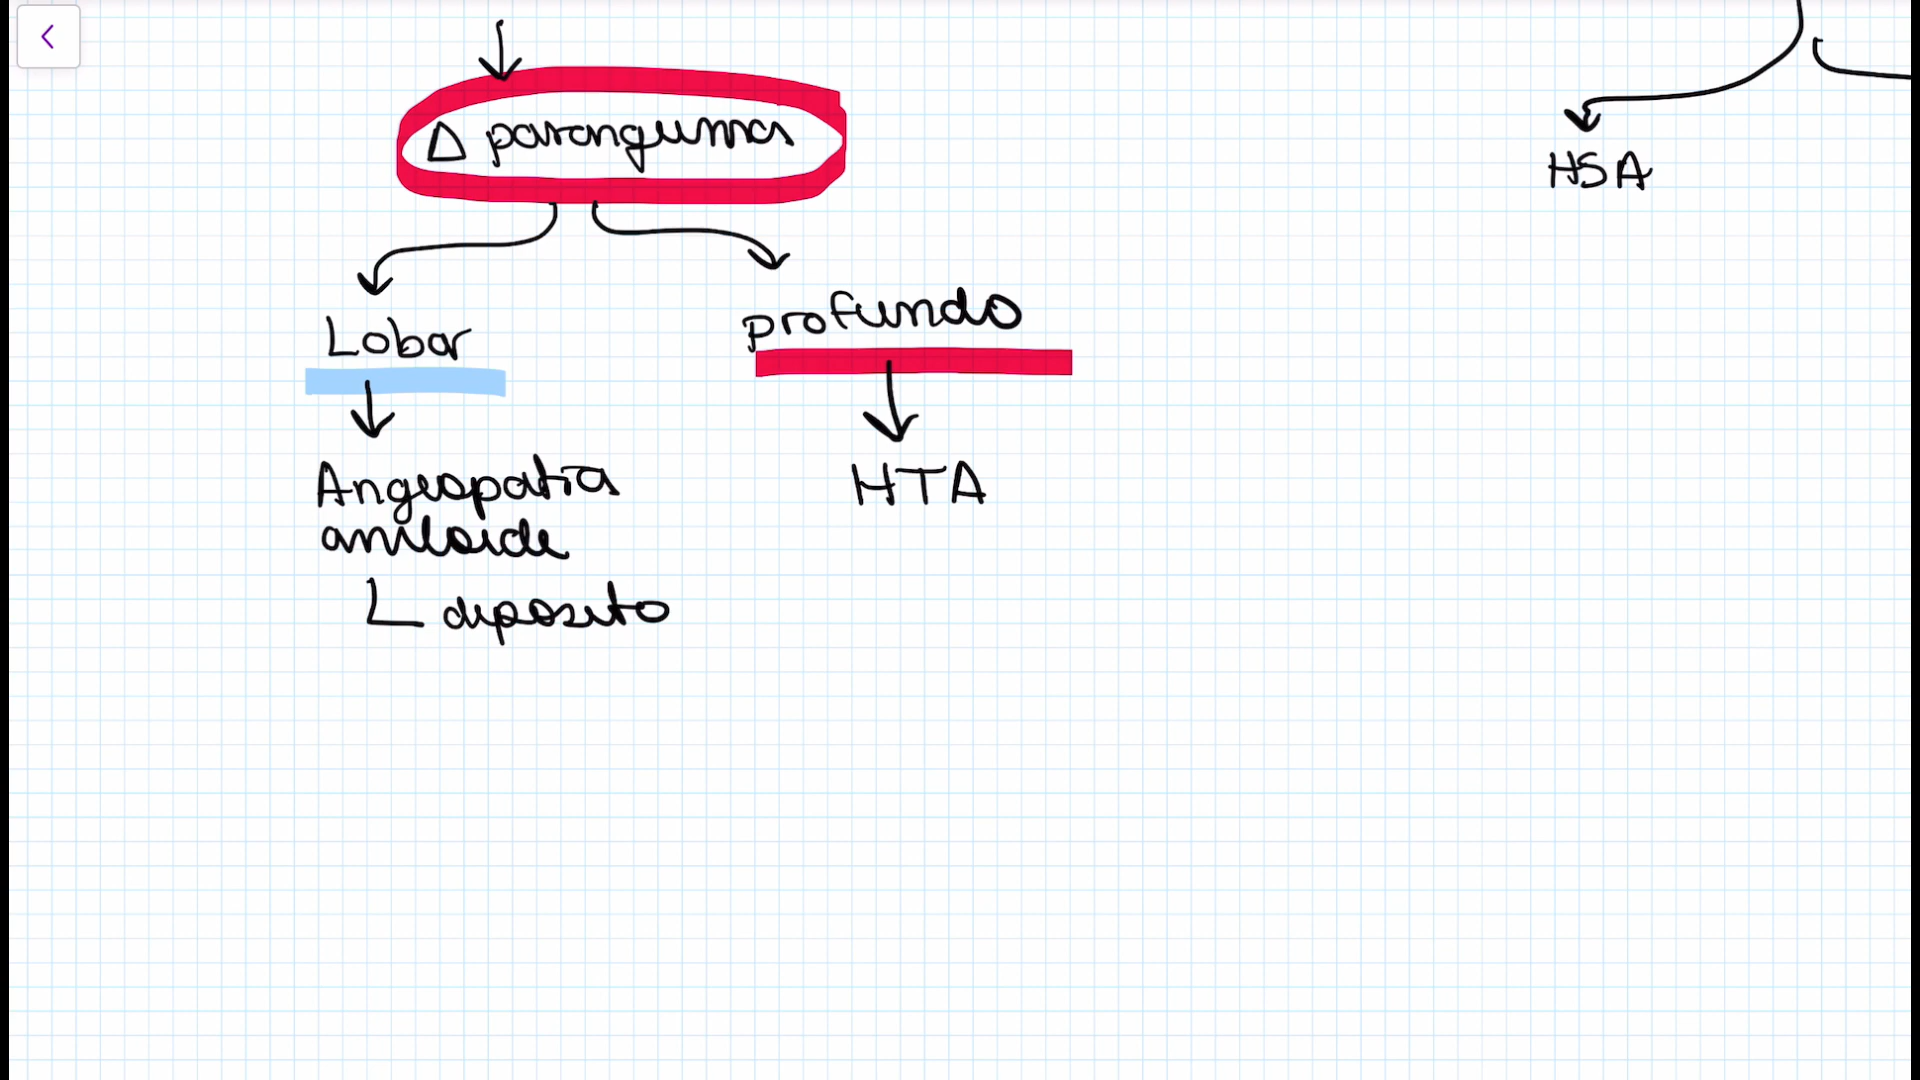 Δ parenquima
HSA
Lobar
profundo
Angiopatia
amiloide
HTA
L deposito